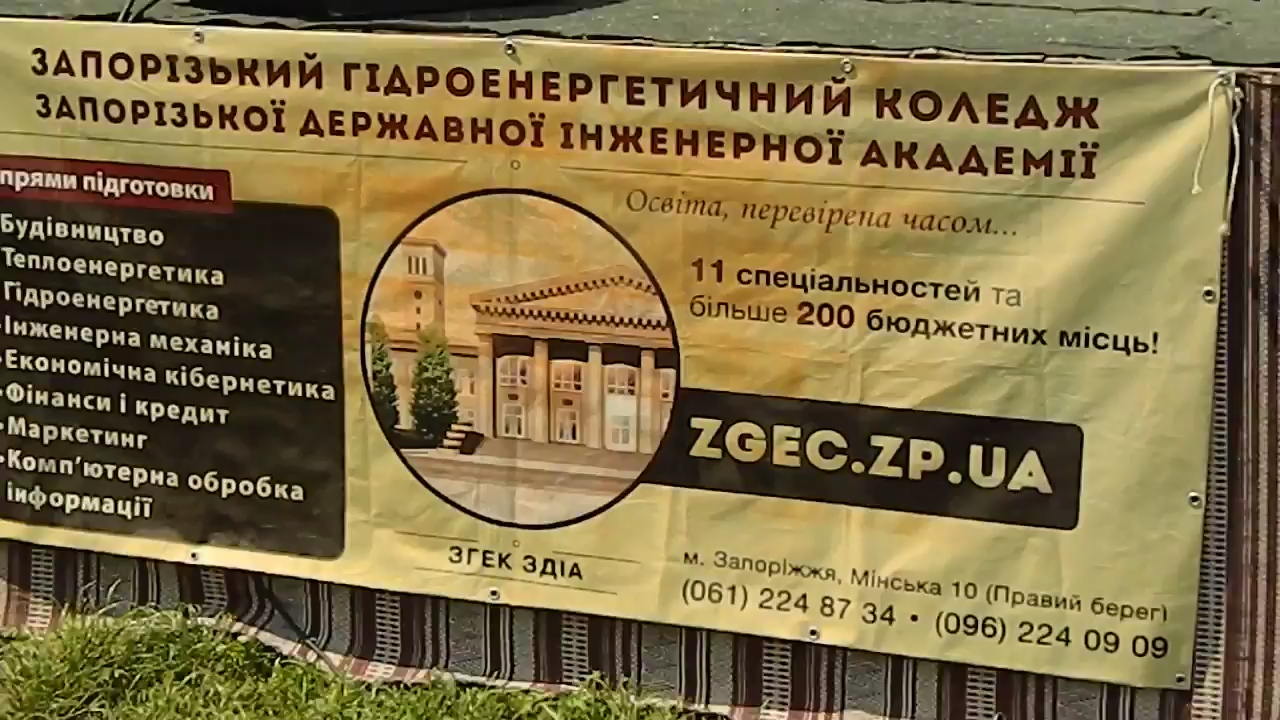 ЗАПОРІЗЬКИЙ ГІДРОЕНЕРГЕТИЧНИЙ КОЛЕДЖ
ЗАПОРІЗЬКОЇ ДЕРЖАВНОЇ ІНЖЕНЕРНОЇ АКАДЕМІЇ
прями підготовки
Будівництво
Теплоенергетика
Гідроенергетика
Інженерна механіка
Економічна кібернетика
Фінанси і кредит
Маркетинг
Комп'ютерна обробка
інформації
ЗГЕК ЗДІА
Освіта, перевірена часом...
11 спеціальностей та
більше 200 бюджетних місць!
ZGEC.ZP.UA
м. Запоріжжя, Мінська 10 (Правий берег)
(061) 224 87 34 • (096) 224 09 09